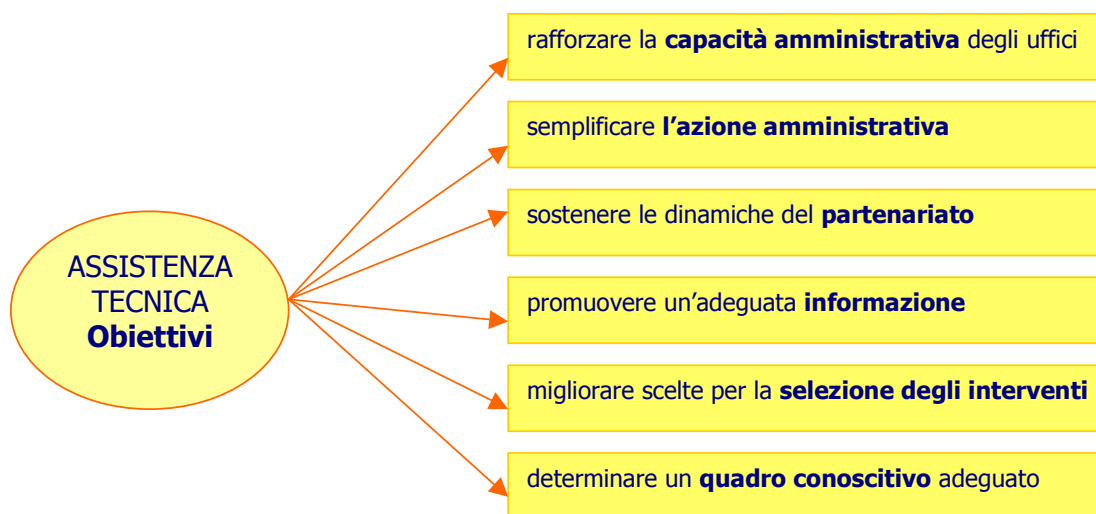 rafforzare la capacità amministrativa degli uffici
semplificare l’azione amministrativa
sostenere le dinamiche del partenariato
ASSISTENZA
TECNICA
Obiettivi
promuovere un’adeguata informazione
migliorare scelte per la selezione degli interventi
determinare un quadro conoscitivo adeguato